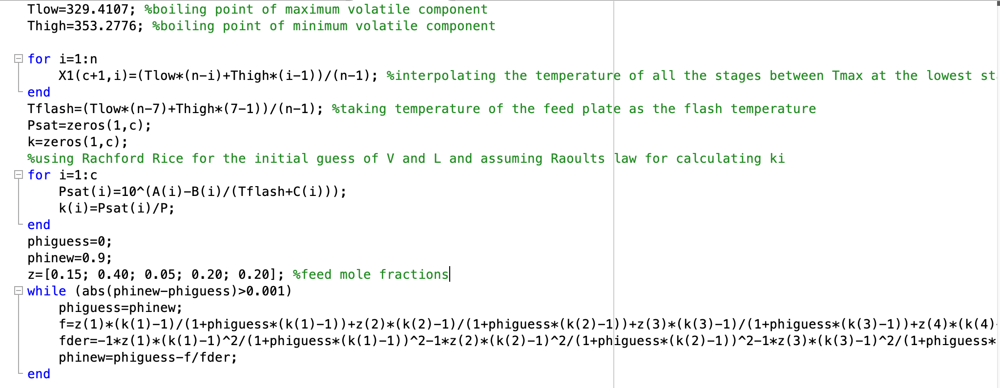 Tlow=329.4107; %boiling point of maximum volatile component
Thigh=353.2776; %boiling point of minimum volatile component
for i=1:n
X1(c+1,i)=(Tlow*(n-i)+Thigh*(i-1))/(n-1); %interpolating the temperature of all the stages between Tmax at the lowest
end
Tflash=(Tlow*(n-7)+Thigh*(7-1))/(n-1); %taking temperature of the feed plate as the flash temperature
Psat=zeros(1,c);
k=zeros(1,c);
%using Rachford Rice for the initial guess of V and L and assuming Raoults law for calculating ki
for i=1:c
Psat(i)=10^(A(i)-B(i)/(Tflash+C(i)));
k(i)=Psat(i)/P;
end
phiguess=0;
phinew=0.9;
z=[0.15; 0.40; 0.05; 0.20; 0.20]; %feed mole fractions
while (abs(phinew-phiguess)>0.001)
phiguess=phinew;
f=z(1)*(k(1)-1)/(1+phiguess*(k(1)-1))+z(2)*(k(2)-1)/(1+phiguess*(k(2)-1))+z(3)*(k(3)-1)/(1+phiguess*(k(3)-1))+z(4)*(k(4)
fder=-1*z(1)*(k(1)-1)^2/(1+phiguess*(k(1)-1))^2-1*z(2)*(k(2)-1)^2/(1+phiguess*(k(2)-1))^2-1*z(3)*(k(3)-1)^2/(1+phiguess*
phinew=phiguess-f/fder;
end